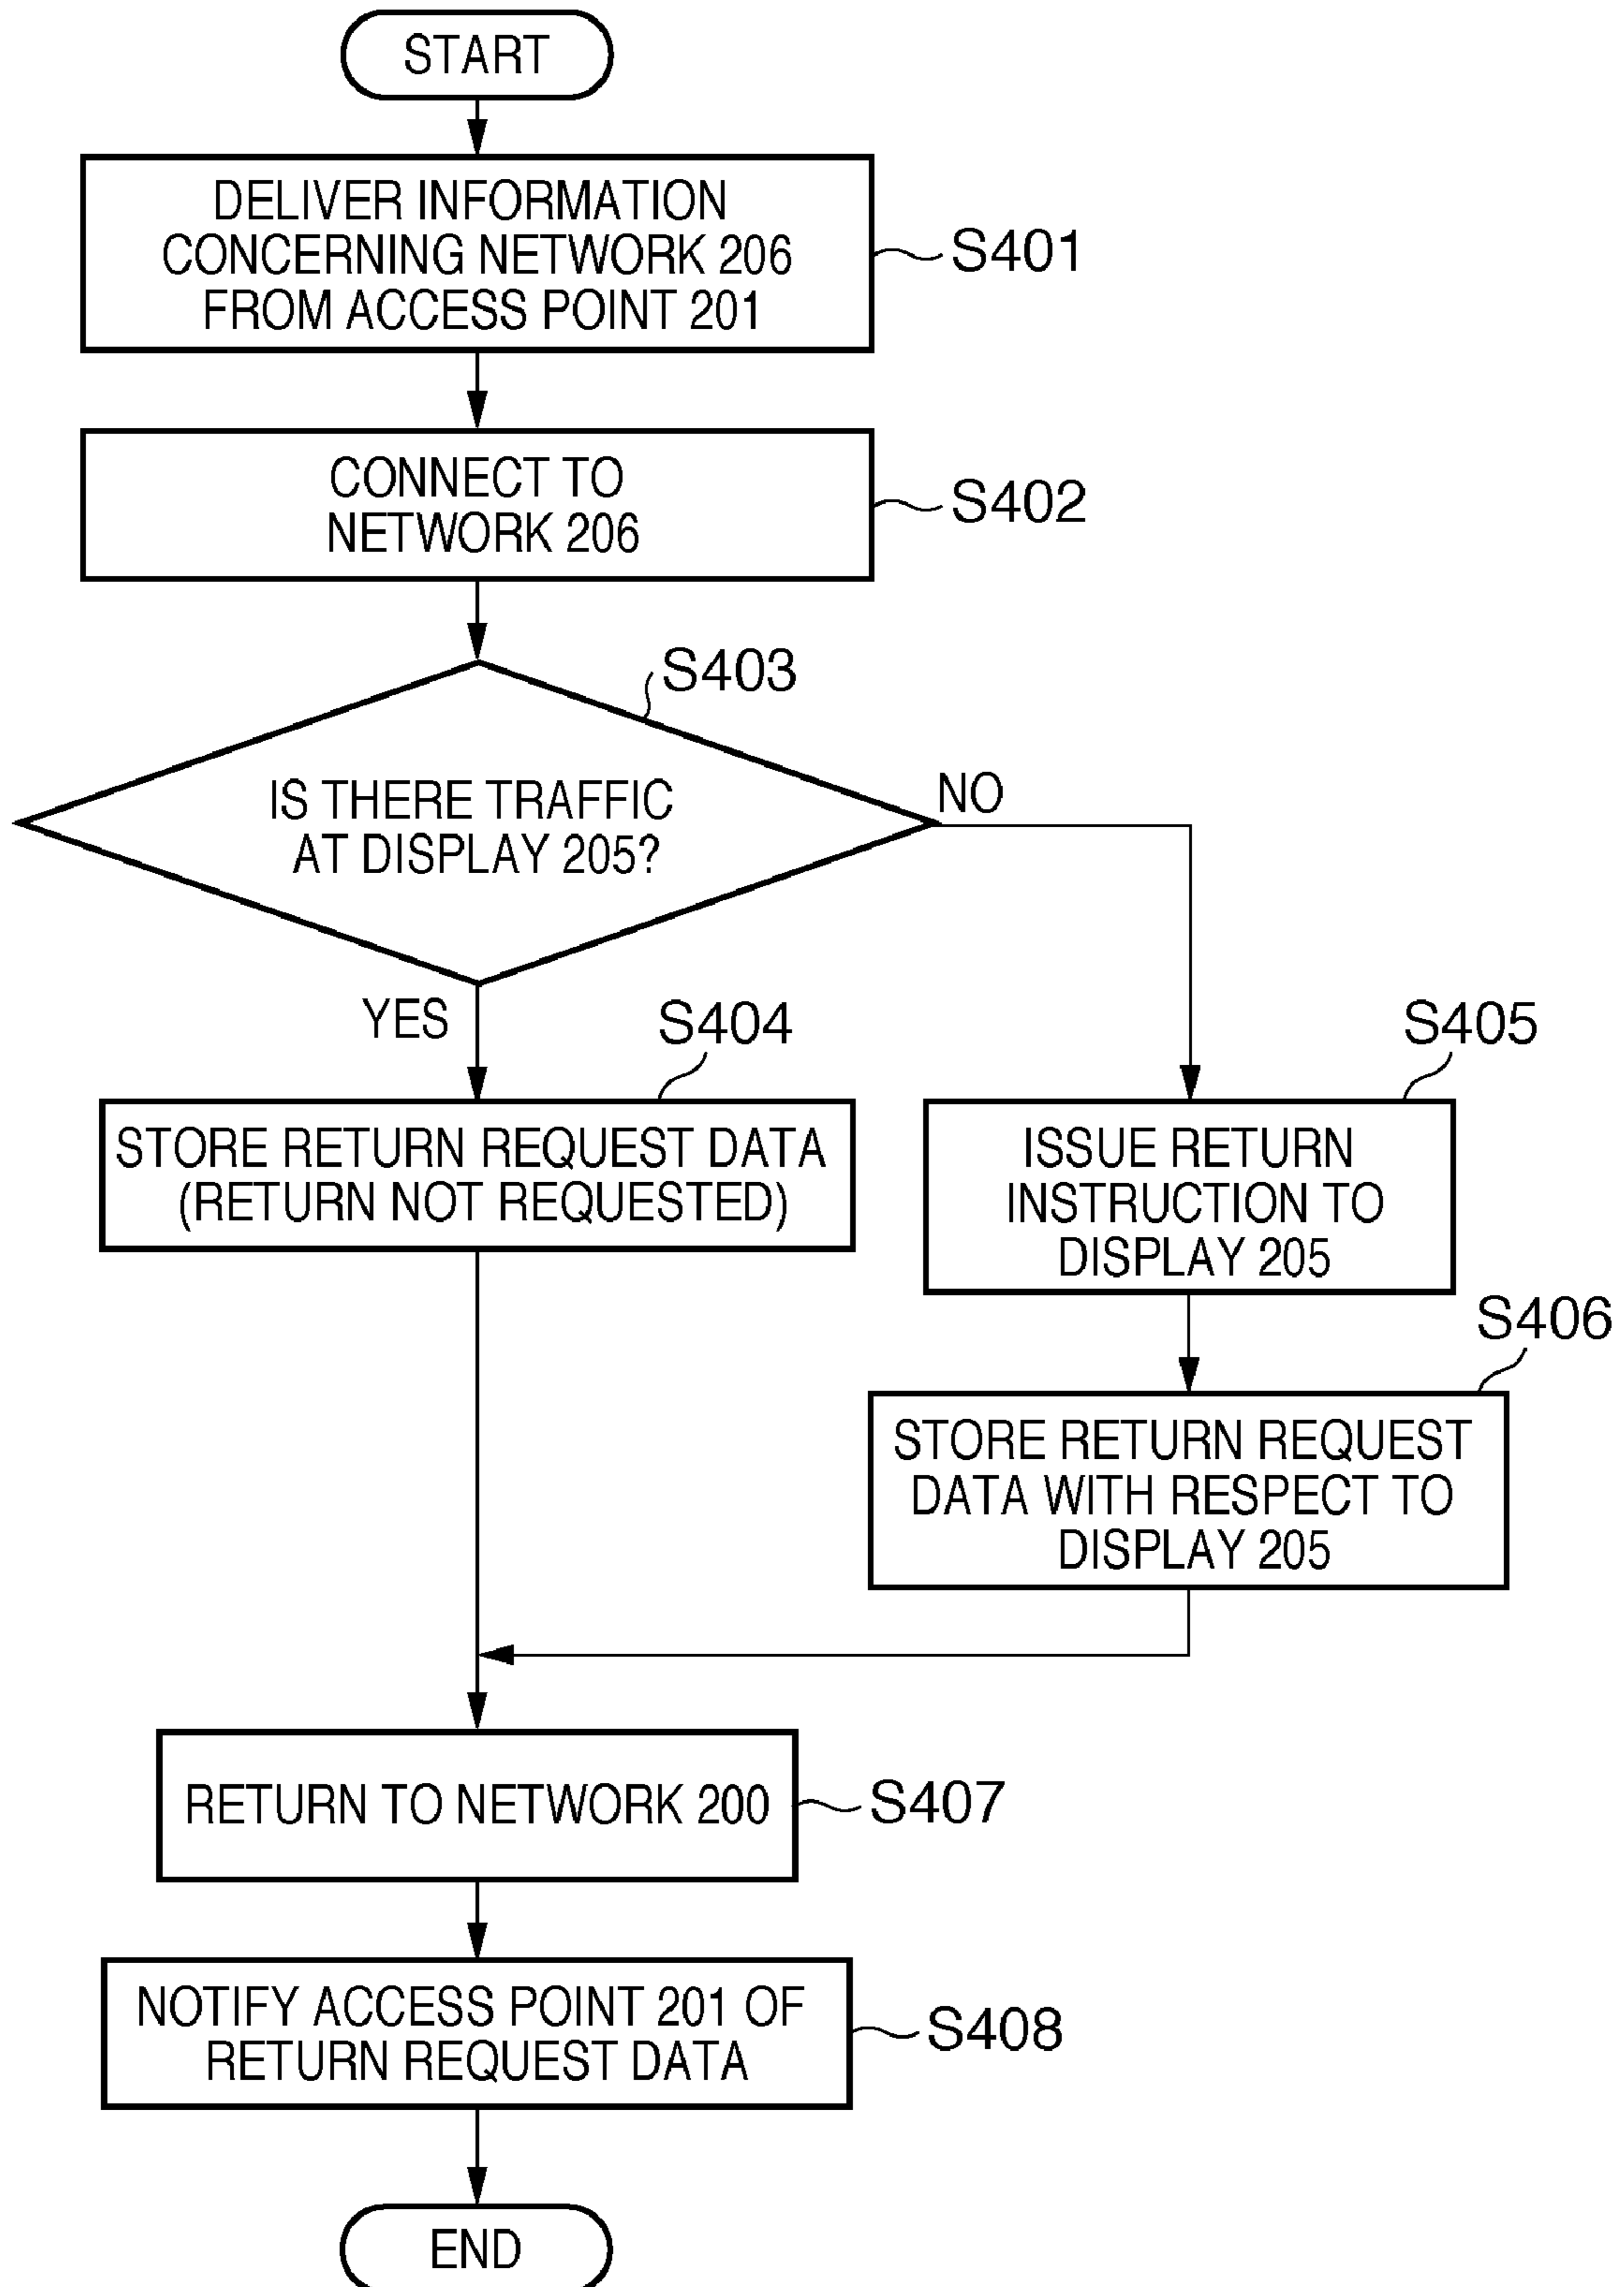 START
DELIVER INFORMATION
CONCERNING NETWORK 206
FROM ACCESS POINT 201
S401
CONNECT TO
NETWORK 206
S402
S403
IS THERE TRAFFIC
AT DISPLAY 205?
NO
YES
S404
STORE RETURN REQUEST DATA
(RETURN NOT REQUESTED)
S405
ISSUE RETURN
INSTRUCTION TO
DISPLAY 205
S406
STORE RETURN REQUEST
DATA WITH RESPECT TO
DISPLAY 205
RETURN TO NETWORK 200
S407
NOTIFY ACCESS POINT 201 OF
RETURN REQUEST DATA
S408
END